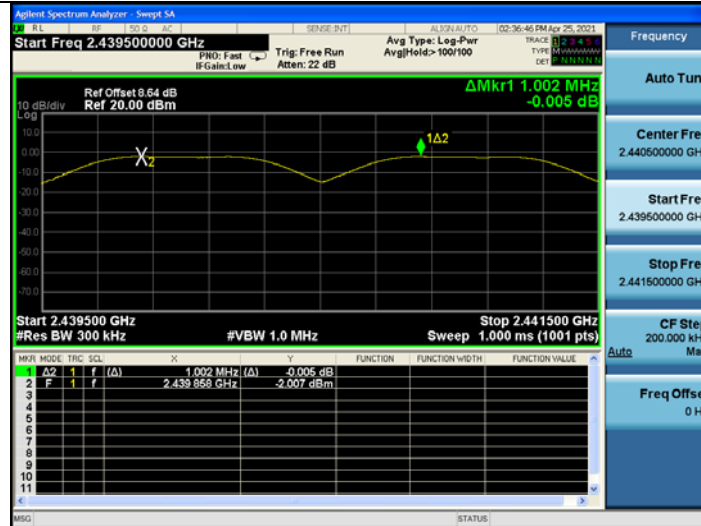 Agilent Spectrum Analyzer - Swept SA
RL RF 50 Ω AC SENSE:INT ALIGN AUTO 02:36:46 PM Apr 25, 2021
Start Freq 2.439500000 GHz
PNO: Fast
IFGain:Low
Trig: Free Run
Atten: 22 dB
Avg Type: Log-Pwr
Avg|Hold:>100/100
TRACE 1 2 3 4 5 6
TYPE M
DET P N N N N N
Ref Offset 8.64 dB
Ref 20.00 dBm
10 dB/div
Log
ΔMkr1 1.002 MHz
-0.005 dB
10.0
0.00
-10.0
-20.0
-30.0
-40.0
-50.0
-60.0
-70.0
X2
1Δ2
Start 2.439500 GHz Stop 2.441500 GHz
#Res BW 300 kHz #VBW 1.0 MHz Sweep 1.000 ms (1001 pts)
MKR MODE TRC SCL X Y FUNCTION FUNCTION WIDTH FUNCTION VALUE
1 Δ2 1 f (Δ) 1.002 MHz (Δ) -0.005 dB
2 F 1 f 2.439 858 GHz -2.007 dBm
3
4
5
6
7
8
9
10
11
MSG STATUS
Frequency
Auto Tun
Center Fre
2.440500000 GH
Start Fre
2.439500000 GH
Stop Fre
2.441500000 GH
CF Ste
200.000 kH
Auto Ma
Freq Offse
0 H